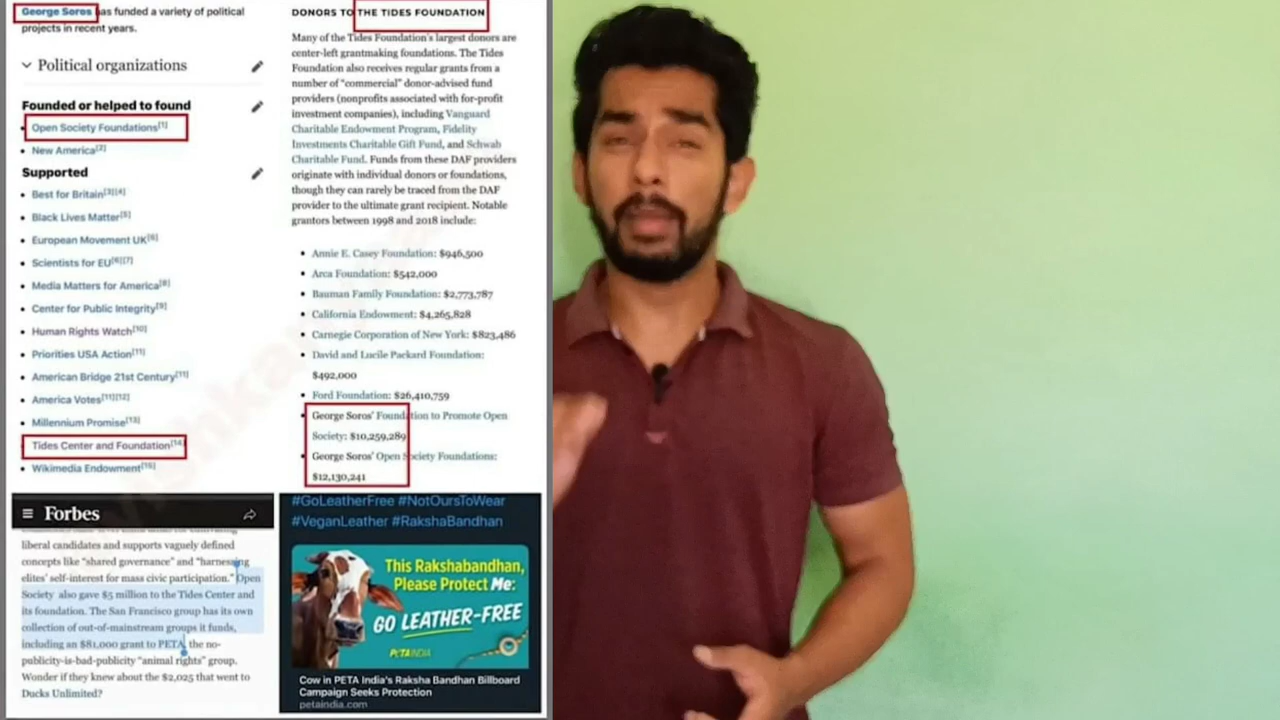 George Soros has funded a variety of political
projects in recent years.
Political organizations
Founded or helped to found
Open Society Foundations[1]
New America[2]
Supported
Best for Britain[3][4]
Black Lives Matter[5]
European Movement UK[6]
Scientists for EU[6][7]
Media Matters for America[8]
Center for Public Integrity[9]
Human Rights Watch[10]
Priorities USA Action[11]
American Bridge 21st Century[11]
America Votes[11][12]
Millennium Promise[13]
Tides Center and Foundation[14]
Wikimedia Endowment[15]
DONORS TO THE TIDES FOUNDATION
Many of the Tides Foundation's largest donors are
center-left grantmaking foundations. The Tides
Foundation also receives regular grants from a
number of "commercial" donor-advised fund
providers (nonprofits associated with for-profit
investment companies), including Vanguard
Charitable Endowment Program, Fidelity
Investments Charitable Gift Fund, and Schwab
Charitable Fund. Funds from these DAF providers
originate with individual donors or foundations,
though they can rarely be traced from the DAF
provider to the ultimate grant recipient. Notable
grantors between 1998 and 2018 include:
Annie E. Casey Foundation: $946,500
Arca Foundation: $542,000
Bauman Family Foundation: $2,773,787
California Endowment: $4,265,828
Carnegie Corporation of New York: $823,486
David and Lucile Packard Foundation:
$492,000
Ford Foundation: $26,410,759
George Soros' Foundation to Promote Open
Society: $10,259,289
George Soros' Open Society Foundations:
$12,130,241
Forbes
liberal candidates and supports vaguely defined
concepts like "shared governance" and "harnessing
elites' self-interest for mass civic participation." Open
Society also gave $5 million to the Tides Center and
its foundation. The San Francisco group has its own
collection of out-of-mainstream groups it funds,
including an $81,000 grant to PETA, the no-
publicity-is-bad-publicity "animal rights" group.
Wonder if they knew about the $2,025 that went to
Ducks Unlimited?
#GoLeatherFree #NotOursToWear
#VeganLeather #RakshaBandhan
This Rakshabandhan,
Please Protect Me:
GO LEATHER-FREE
PETA INDIA
Cow in PETA India's Raksha Bandhan Billboard
Campaign Seeks Protection
petaindia.com